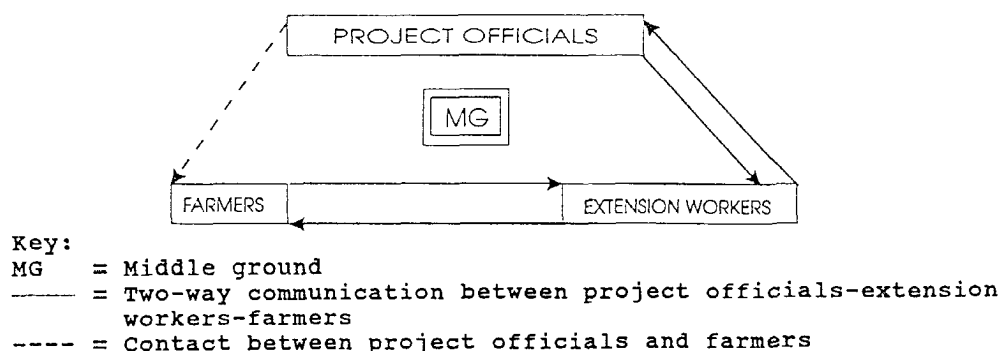 PROJECT OFFICIALS
MG
FARMERS
EXTENSION WORKERS
Key:
MG = Middle ground
——— = Two-way communication between project officials-extension
workers-farmers
---- = Contact between project officials and farmers